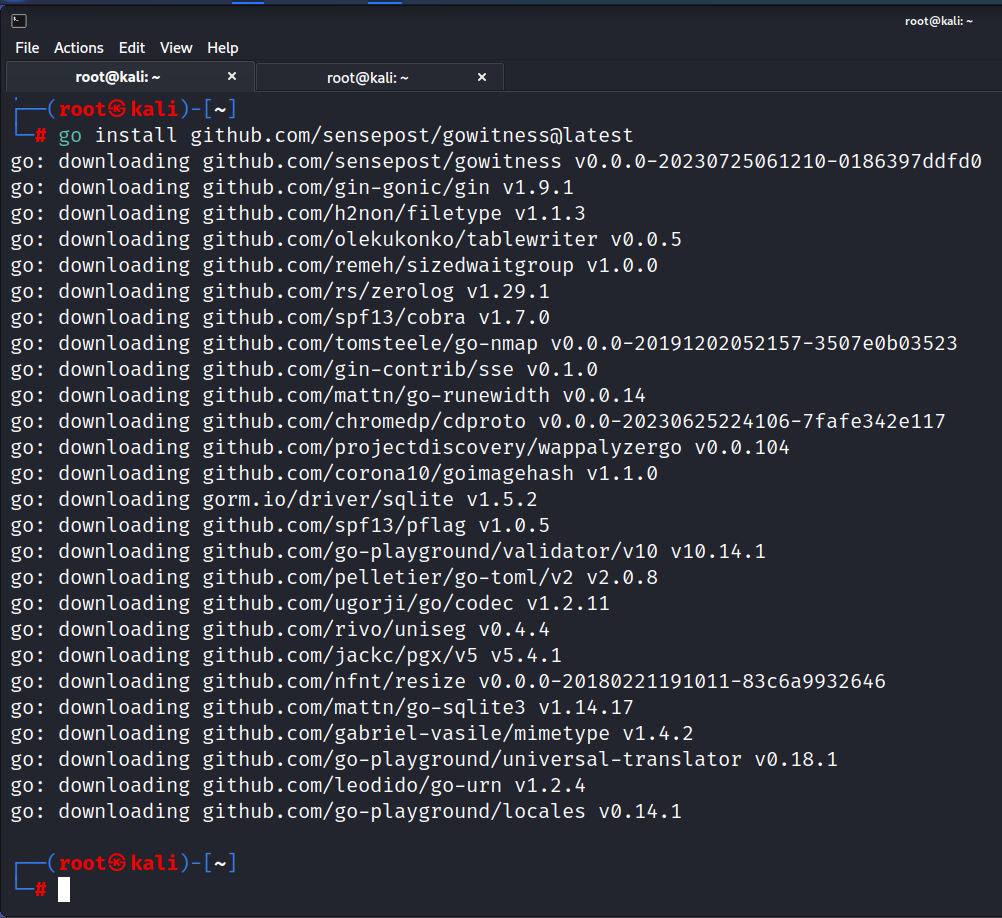 root@kali: ~
File Actions Edit View Help
root@kali: ~ × root@kali: ~ ×
┌──(root㉿kali)-[~]
└─# go install github.com/sensepost/gowitness@latest
go: downloading github.com/sensepost/gowitness v0.0.0-20230725061210-0186397ddfd0
go: downloading github.com/gin-gonic/gin v1.9.1
go: downloading github.com/h2non/filetype v1.1.3
go: downloading github.com/olekukonko/tablewriter v0.0.5
go: downloading github.com/remeh/sizedwaitgroup v1.0.0
go: downloading github.com/rs/zerolog v1.29.1
go: downloading github.com/spf13/cobra v1.7.0
go: downloading github.com/tomsteele/go-nmap v0.0.0-20191202052157-3507e0b03523
go: downloading github.com/gin-contrib/sse v0.1.0
go: downloading github.com/mattn/go-runewidth v0.0.14
go: downloading github.com/chromedp/cdproto v0.0.0-20230625224106-7fafe342e117
go: downloading github.com/projectdiscovery/wappalyzergo v0.0.104
go: downloading github.com/corona10/goimagehash v1.1.0
go: downloading gorm.io/driver/sqlite v1.5.2
go: downloading github.com/spf13/pflag v1.0.5
go: downloading github.com/go-playground/validator/v10 v10.14.1
go: downloading github.com/pelletier/go-toml/v2 v2.0.8
go: downloading github.com/ugorji/go/codec v1.2.11
go: downloading github.com/rivo/uniseg v0.4.4
go: downloading github.com/jackc/pgx/v5 v5.4.1
go: downloading github.com/nfnt/resize v0.0.0-20180221191011-83c6a9932646
go: downloading github.com/mattn/go-sqlite3 v1.14.17
go: downloading github.com/gabriel-vasile/mimetype v1.4.2
go: downloading github.com/go-playground/universal-translator v0.18.1
go: downloading github.com/leodido/go-urn v1.2.4
go: downloading github.com/go-playground/locales v0.14.1
┌──(root㉿kali)-[~]
└─#